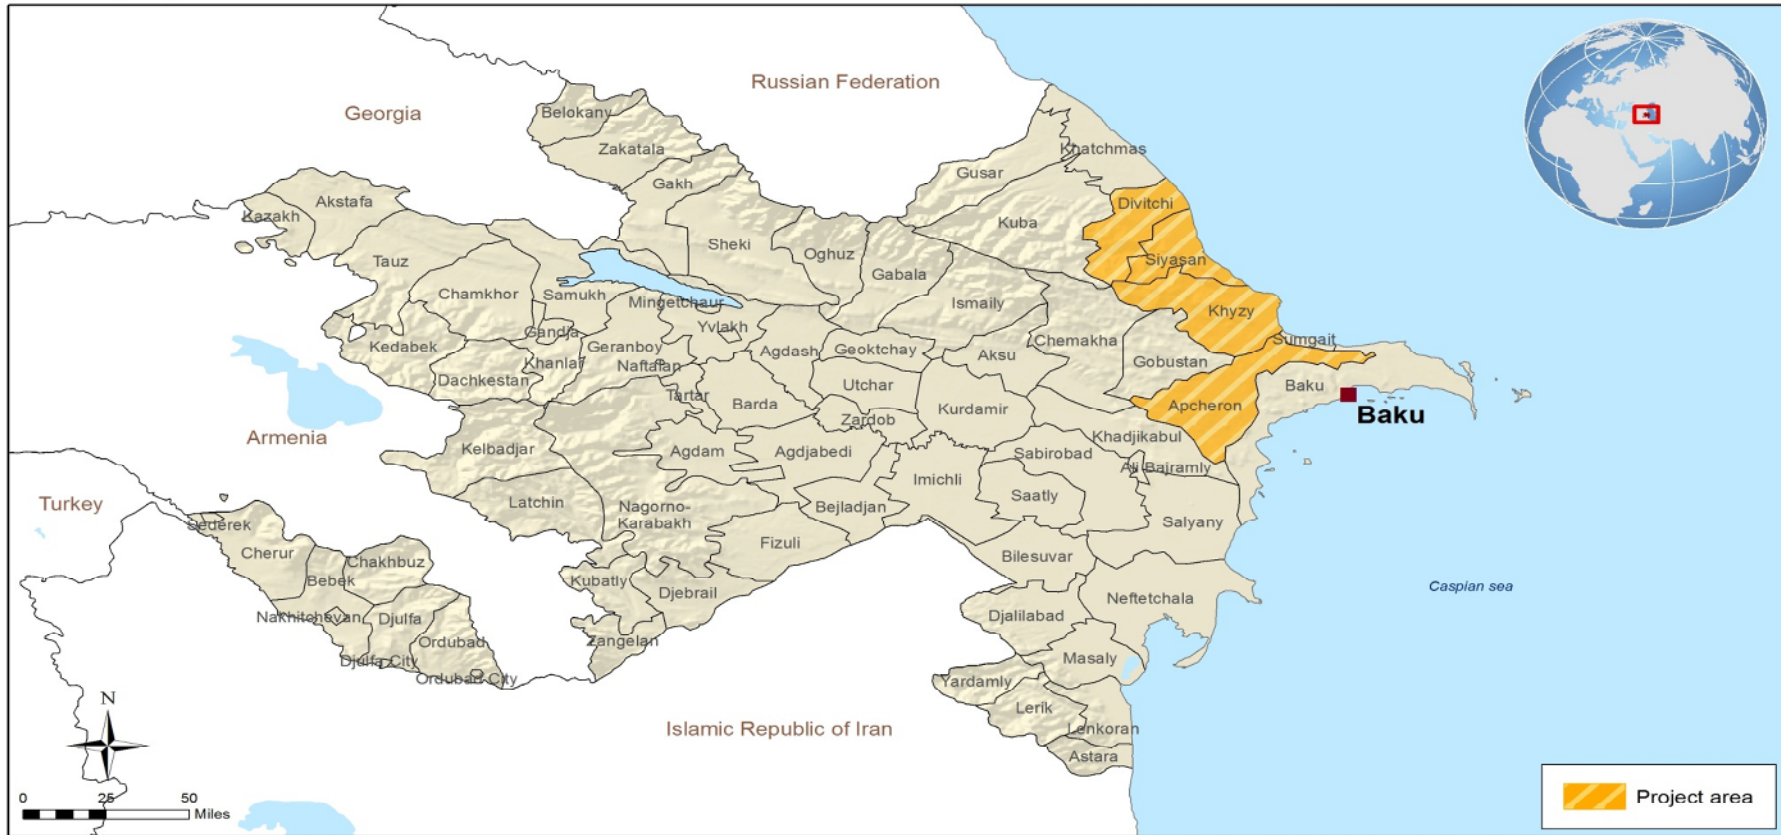 Russian Federation
Georgia
Belokany
Zakatala
Khatchmas
Gusar
Gakh
Akstafa
Kazakh
Divitchi
Kuba
Sheki
Oghuz
Tauz
Siyasan
Gabala
Chamkhor
Samukh
Mingetchaur
Ismaily
Khyzy
Yvlakh
Gandja
Chemakha
Sumgait
Kedabek
Geranboy
Agdash
Geoktchay
Aksu
Gobustan
Khanlar
Naftalan
Dachkestan
Utchar
Baku
Tartar
Barda
Kurdamir
Apcheron
Baku
Zardob
Armenia
Khadjikabul
Kelbadjar
Agdam
Agdjabedi
Sabirobad
Ali Bairamly
Imichli
Saatly
Turkey
Latchin
Nagorno-
Karabakh
Bejladjan
Salyany
Sederek
Cherur
Fizuli
Bilesuvar
Chakhbuz
Bebek
Kubatly
Djebrail
Caspian sea
Neftetchala
Nakhitchevan
Djulfa
Djalilabad
Ordubad
Zangelan
Djulfa City
Masaly
Ordubad City
Yardamly
N
Lerik
Lenkoran
Islamic Republic of Iran
Astara
0 25 50
Miles
Project area